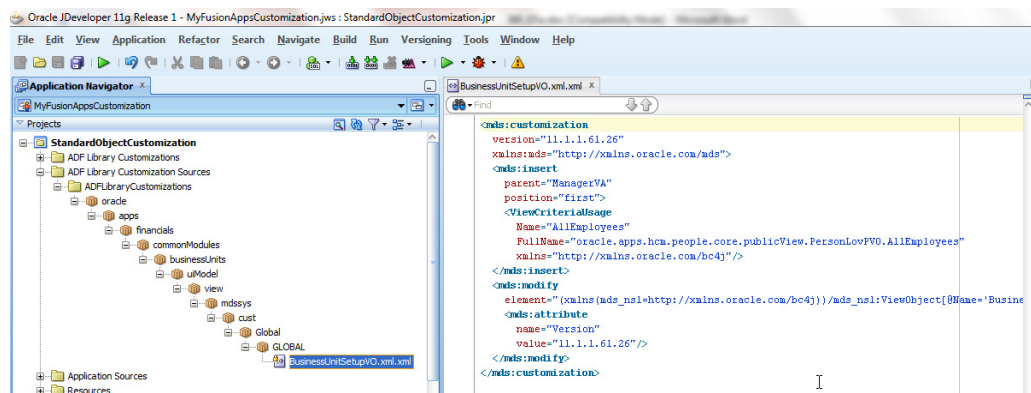 Oracle JDeveloper 11g Release 1 - MyFusionAppsCustomization.jws : StandardObjectCustomization.jpr
File Edit View Application Refactor Search Navigate Build Run Versioning Tools Window Help
Application Navigator x
MyFusionAppsCustomization
Projects
StandardObjectCustomization
ADF Library Customizations
ADF Library Customization Sources
ADFLibraryCustomizations
oracle
apps
financials
commonModules
businessUnits
uiModel
view
mdssys
cust
Global
GLOBAL
BusinessUnitSetupVO.xml.xml
Application Sources
Resources
BusinessUnitSetupVO.xml.xml x
Find
<mds:customization
version="11.1.1.61.26"
xmlns:mds="http://xmlns.oracle.com/mds">
<mds:insert
parent="ManagerVA"
position="first">
<ViewCriteriaUsage
Name="AllEmployees"
FullName="oracle.apps.hcm.people.core.publicView.PersonLovPVO.AllEmployees"
xmlns="http://xmlns.oracle.com/bc4j"/>
</mds:insert>
<mds:modify
element="(xmlns(mds_ns1=http://xmlns.oracle.com/bc4j))/mds_ns1:ViewObject[@Name='Busine
<mds:attribute
name="Version"
value="11.1.1.61.26"/>
</mds:modify>
</mds:customization>